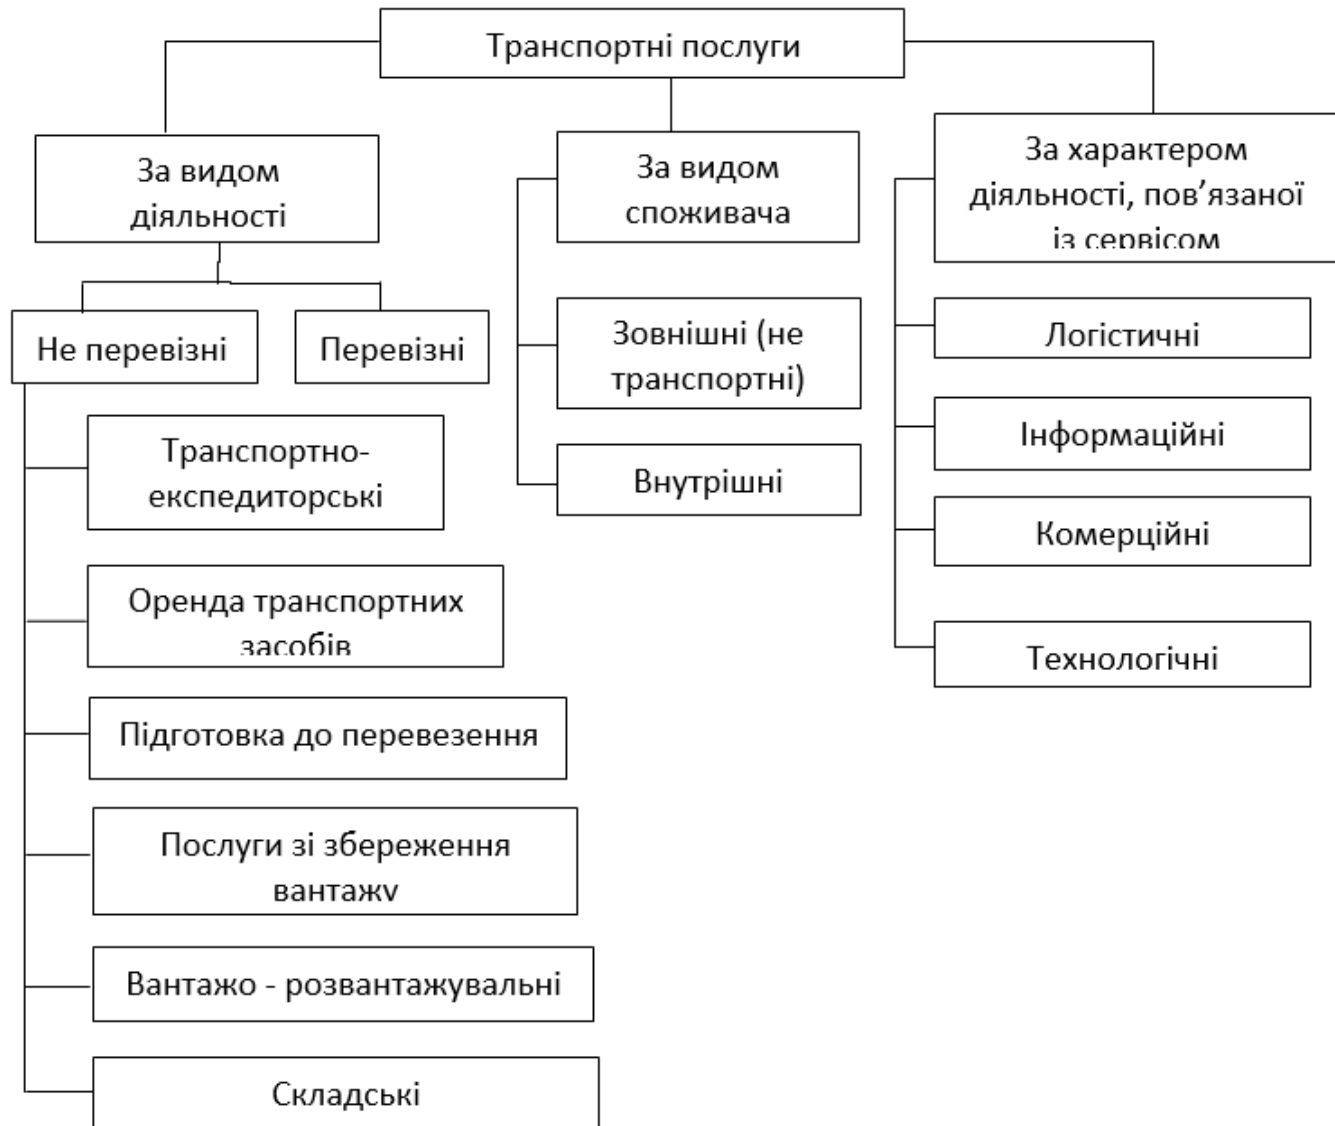 Транспортні послуги
За видом
діяльності
Не перевізні
Перевізні
Транспортно-
експедиторські
Оренда транспортних
засобів
Підготовка до перевезення
Послуги зі збереження
вантажу
Вантажо - розвантажувальні
Складські
За видом
споживача
Зовнішні (не
транспортні)
Внутрішні
За характером
діяльності, пов’язаної
із сервісом
Логістичні
Інформаційні
Комерційні
Технологічні